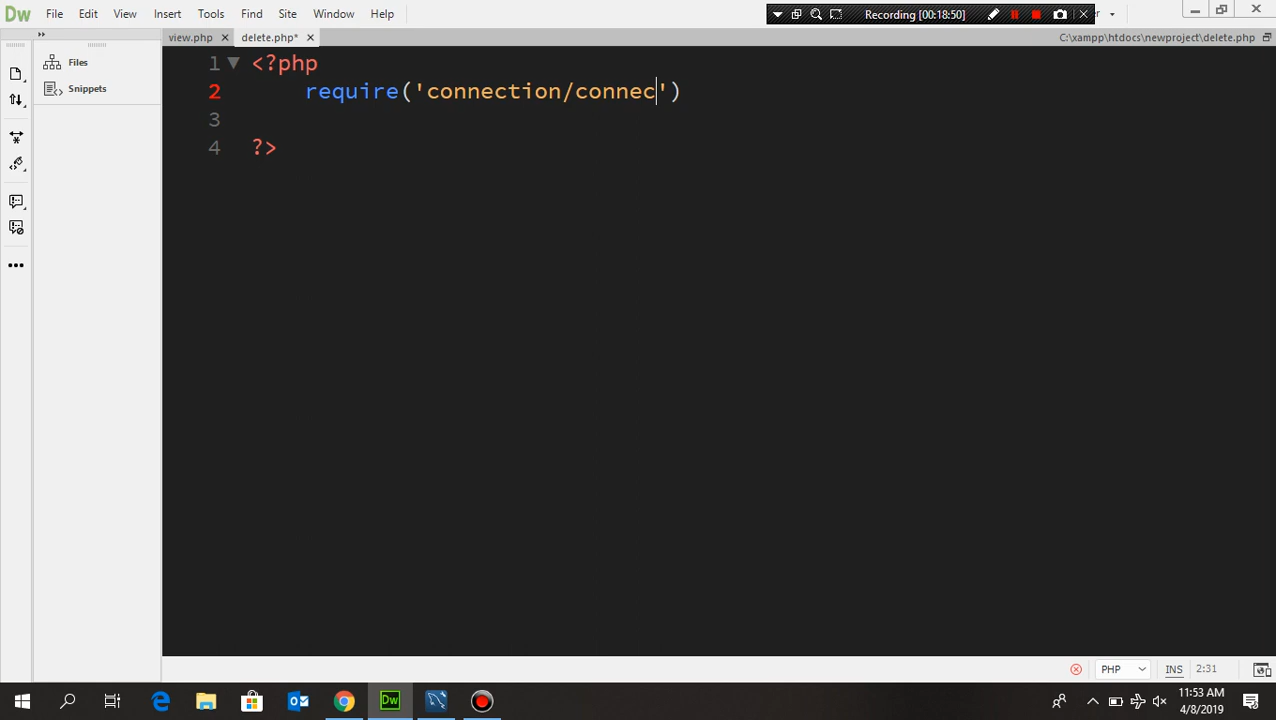 Dw File Edit View Insert Tools Find Site Window Help
Recording [00:18:50]
view.php delete.php* C:\xampp\htdocs\newproject\delete.php
Files
Snippets
1 <?php
2 require('connection/connec')
3
4 ?>
PHP INS 2:31
Dw
11:53 AM
4/8/2019